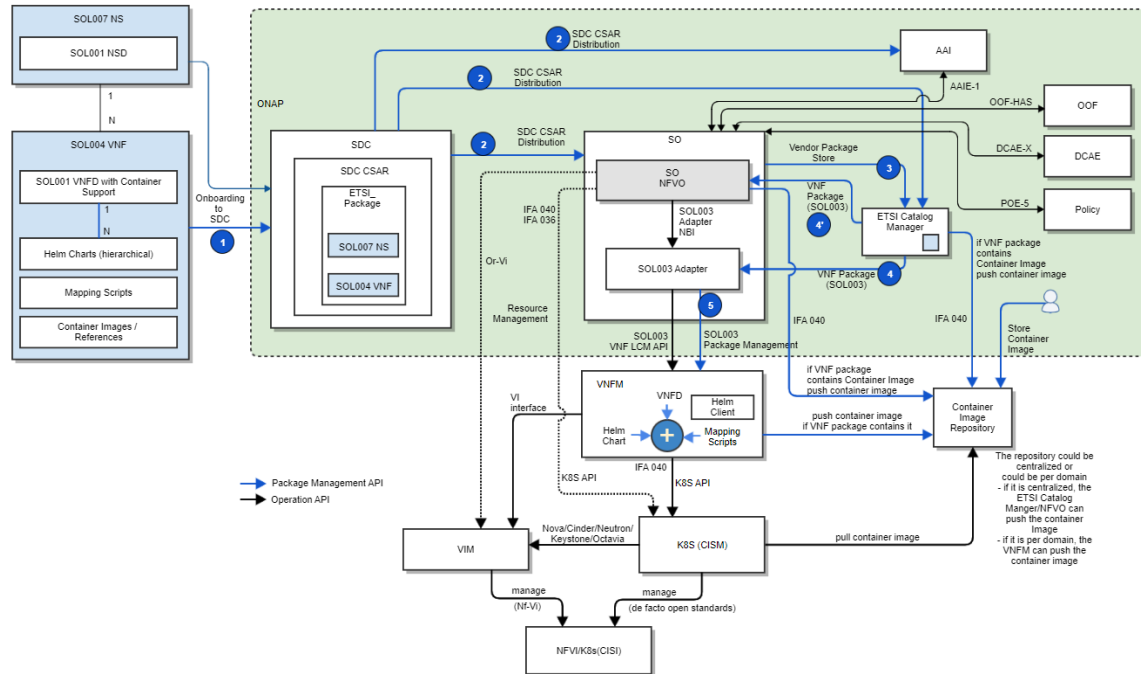 SOL007 NS
SOL001 NSD
1
N
SOL004 VNF
SOL001 VNFD with Container
Support
1
N
Helm Charts (hierarchical)
Mapping Scripts
Container Images /
References
Onboarding
to
SDC
1
ONAP
SDC
SDC CSAR
ETSI_
Package
SOL007 NS
SOL004 VNF
2
SDC CSAR
Distribution
2
SDC CSAR
Distribution
2
SDC CSAR
Distribution
AAI
AAIE-1
OOF-HAS
OOF
DCAE-X
DCAE
POE-5
Policy
SO
SO
NFVO
SOL003
Adapter
NBI
SOL003 Adapter
Vendor Package
Store
3
VNF
Package
(SOL003)
4'
ETSI Catalog
Manager
4
VNF Package
(SOL003)
5
IFA 040
IFA 036
Or-Vi
Resource
Management
SOL003
VNF LCM API
SOL003
Package Management
IFA 040
if VNF package
contains
Container Image
push container image
IFA 040
Store
Container
Image
if VNF package
contains Container Image
push container image
VNFM
VNFD
Helm
Client
Helm
Chart
+
Mapping
Scripts
push container image
if VNF package contains it
Container
Image
Repository
VI
interface
IFA 040
K8S API
K8S API
The repository could be
centralized or
could be per domain
- if it is centralized, the
ETSI Catalog
Manger/NFVO can
push the container
Image
- if it is per domain, the
VNFM can push the
container image
Package Management API
Operation API
VIM
Nova/Cinder/Neutron/
Keystone/Octavia
K8S (CISM)
pull container image
manage
(Nf-Vi)
manage
(de facto open standards)
NFVI/K8s(CISI)